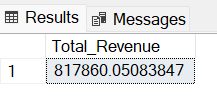 Results Messages
Total_Revenue
1 817860.05083847